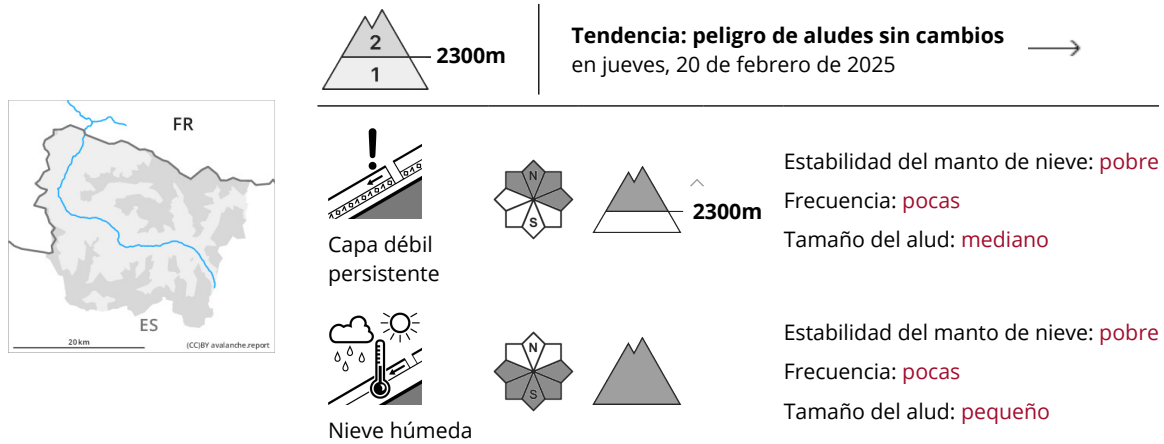 2
1
2300m
Tendencia: peligro de aludes sin cambios
en jueves, 20 de febrero de 2025
FR
ES
20 km
(CC)BY avalanche.report
Capa débil
persistente
N
S
2300m
Estabilidad del manto de nieve: pobre
Frecuencia: pocas
Tamaño del alud: mediano
Nieve húmeda
N
S
Estabilidad del manto de nieve: pobre
Frecuencia: pocas
Tamaño del alud: pequeño